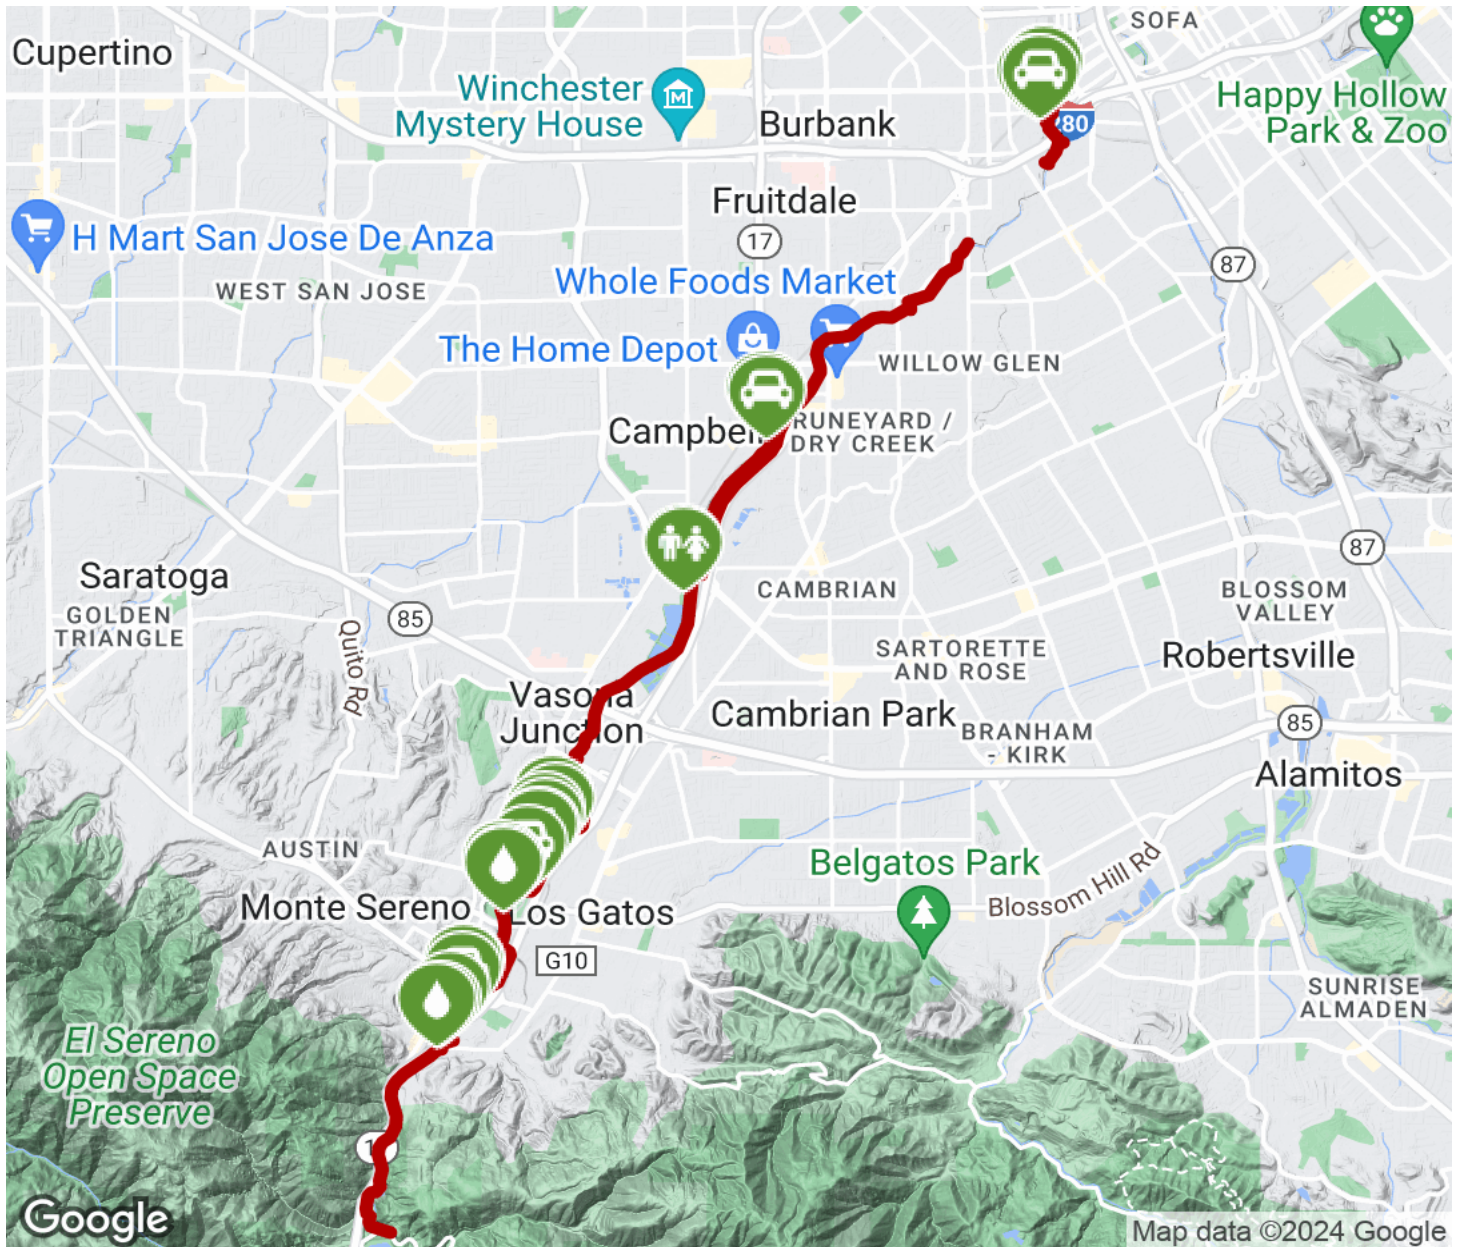 SOFA
Cupertino
Winchester
Mystery House
Happy Hollow
Park & Zoo
Burbank
280
Fruitdale
17
H Mart San Jose De Anza
87
Whole Foods Market
WEST SAN JOSE
The Home Depot
WILLOW GLEN
Campbell
RUNEYARD /
DRY CREEK
87
Saratoga
GOLDEN
TRIANGLE
CAMBRIAN
BLOSSOM
VALLEY
85
Quito Rd
SARTORETTE
AND ROSE
Robertsville
Vasona
Junction
Cambrian Park
BRANHAM
- KIRK
85
Alamitos
AUSTIN
Belgatos Park
Blossom Hill Rd
Monte Sereno
Los Gatos
G10
SUNRISE
ALMADEN
El Sereno
Open Space
Preserve
Google
Map data ©2024 Google